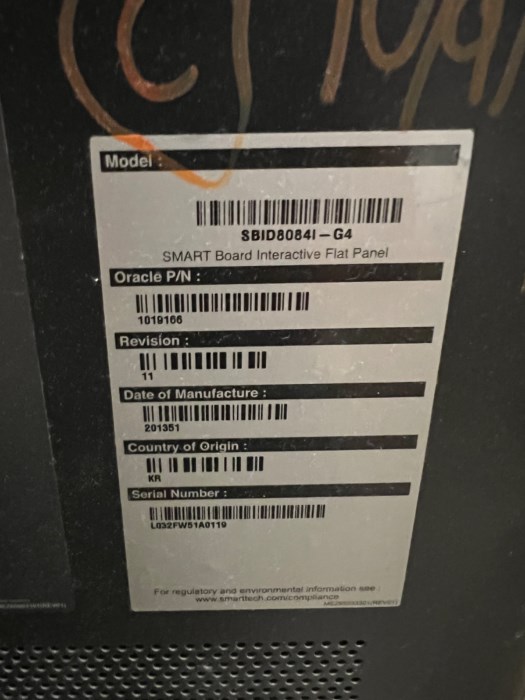 Model :
SBID8084I-G4
SMART Board Interactive Flat Panel
Oracle P/N :
1019166
Revision :
11
Date of Manufacture :
201351
Country of Origin :
KR
Serial Number :
L032FW51A0119
For regulatory and environmental information see
www.smarttech.com/compliance